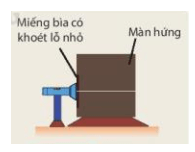 Miếng bìa có
khoét lỗ nhỏ
Màn hứng